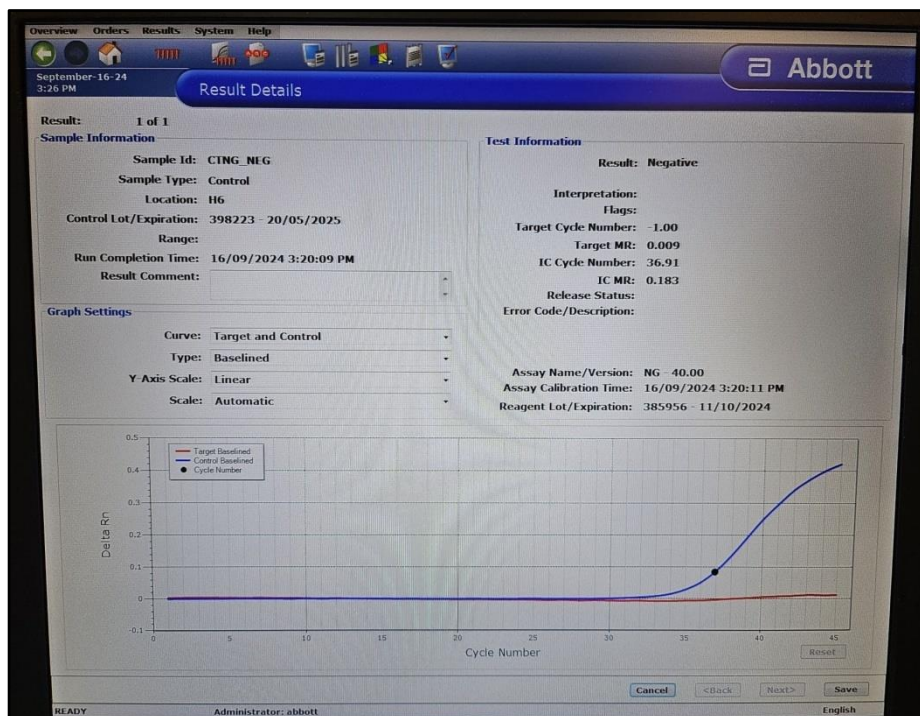 Overview Orders Results System Help
September-16-24
3:26 PM
Result Details
Abbott
Result: 1 of 1
Sample Information
Sample Id: CTNG_NEG
Sample Type: Control
Location: H6
Control Lot/Expiration: 398223 - 20/05/2025
Range:
Run Completion Time: 16/09/2024 3:20:09 PM
Result Comment:
Test Information
Result: Negative
Interpretation:
Flags:
Target Cycle Number: -1.00
Target MR: 0.009
IC Cycle Number: 36.91
IC MR: 0.183
Release Status:
Error Code/Description:
Assay Name/Version: NG - 40.00
Assay Calibration Time: 16/09/2024 3:20:11 PM
Reagent Lot/Expiration: 385956 - 11/10/2024
Graph Settings
Curve: Target and Control
Type: Baselined
Y-Axis Scale: Linear
Scale: Automatic
Target Baselined
Control Baselined
Cycle Number
Delta Rn
0.5
0.4
0.3
0.2
0.1
0
-0.1
0 5 10 15 20 25 30 35 40 45
Cycle Number
Reset
Cancel <Back Next> Save
READY Administrator: abbott English